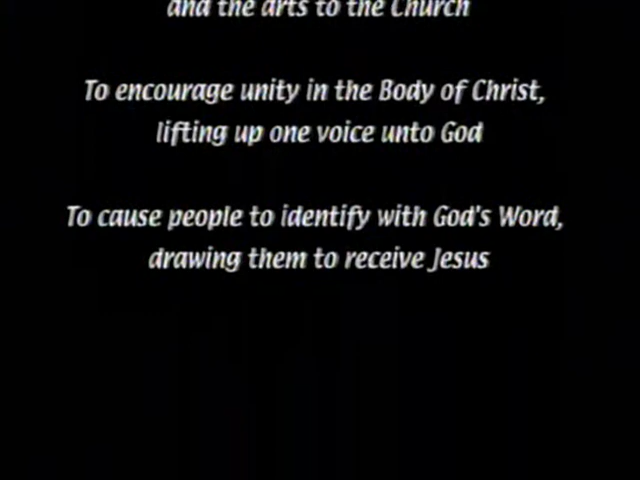 and the arts to the Church
To encourage unity in the Body of Christ,
lifting up one voice unto God
To cause people to identify with God's Word,
drawing them to receive Jesus